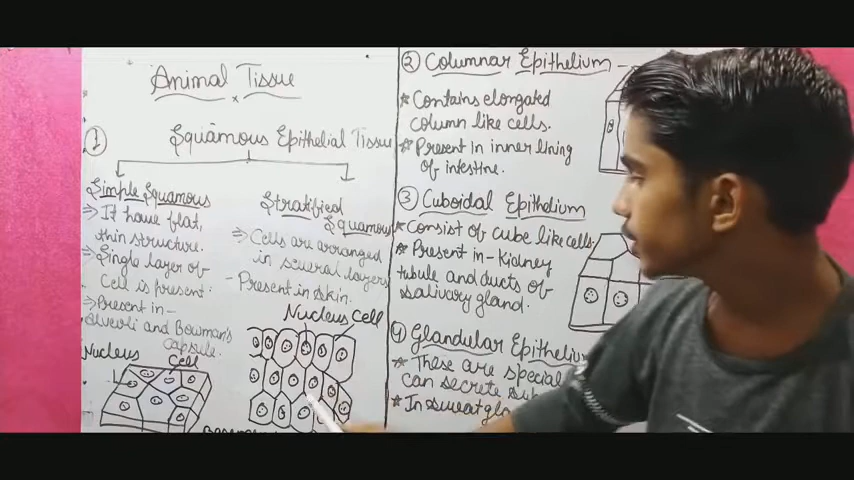 Animal Tissue
1
Squamous Epithelial Tissue
Simple Squamous
⇒ It have flat,
thin structure.
⇒ Single layer of
Cell is present.
⇒ Present in-
Alveoli and Bowman's
Capsule.
Nucleus
Cell
Stratified
Squamous
⇒ Cells are arranged
in several layers
- Present in skin.
Nucleus Cell
2 Columnar Epithelium -
* Contains elongated
column like cells.
* Present in inner lining
of intestine.
3 Cuboidal Epithelium
* Consist of cube like cells.
* Present in - Kidney
tubule and ducts of
salivary gland.
4 Glandular Epithelium
* These are special
can secrete
* In sweat